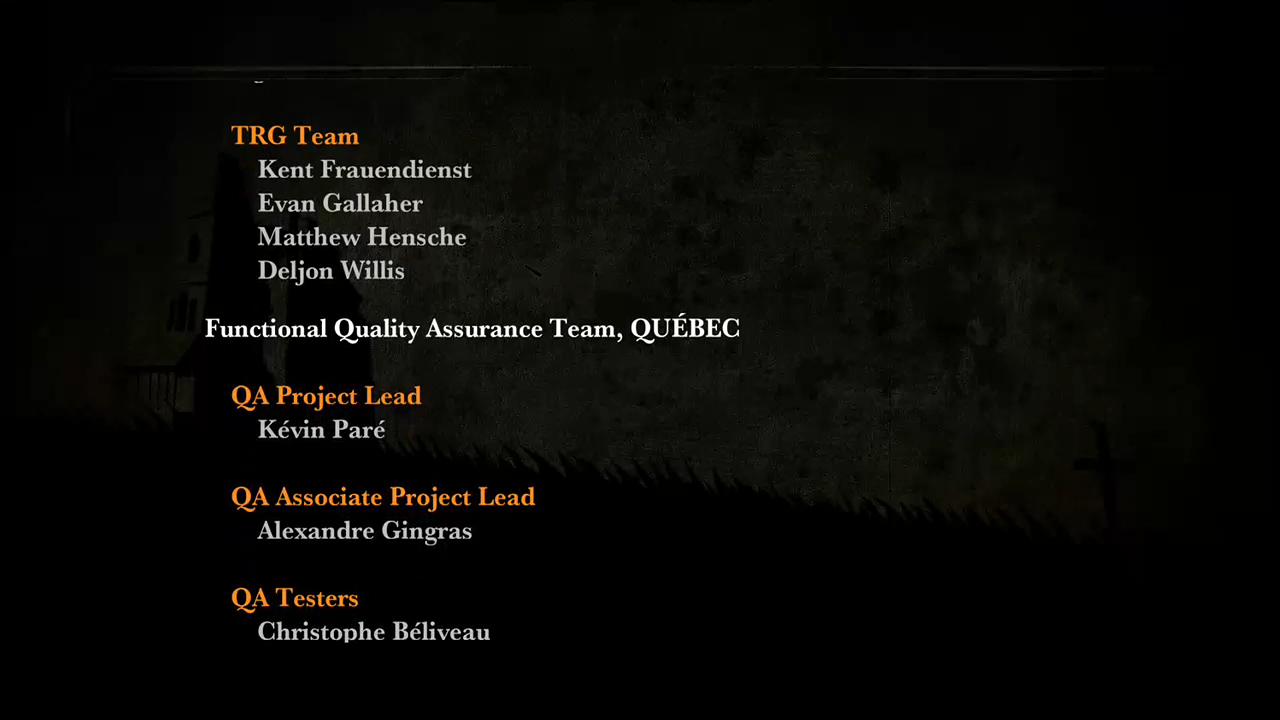 TRG Team
Kent Frauendienst
Evan Gallaher
Matthew Hensche
Deljon Willis
Functional Quality Assurance Team, QUÉBEC
QA Project Lead
Kévin Paré
QA Associate Project Lead
Alexandre Gingras
QA Testers
Christophe Béliveau